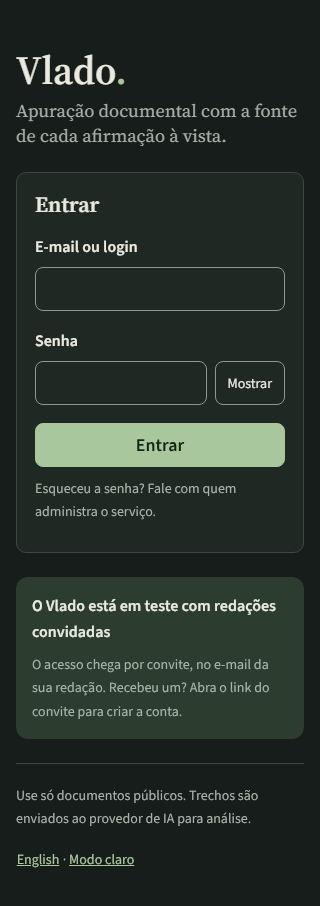 Vlado.
Apuração documental com a fonte
de cada afirmação à vista.
Entrar
E-mail ou login
Senha
Mostrar
Entrar
Esqueceu a senha? Fale com quem
administra o serviço.
O Vlado está em teste com redações
convidadas
O acesso chega por convite, no e-mail da
sua redação. Recebeu um? Abra o link do
convite para criar a conta.
Use só documentos públicos. Trechos são
enviados ao provedor de IA para análise.
English · Modo claro